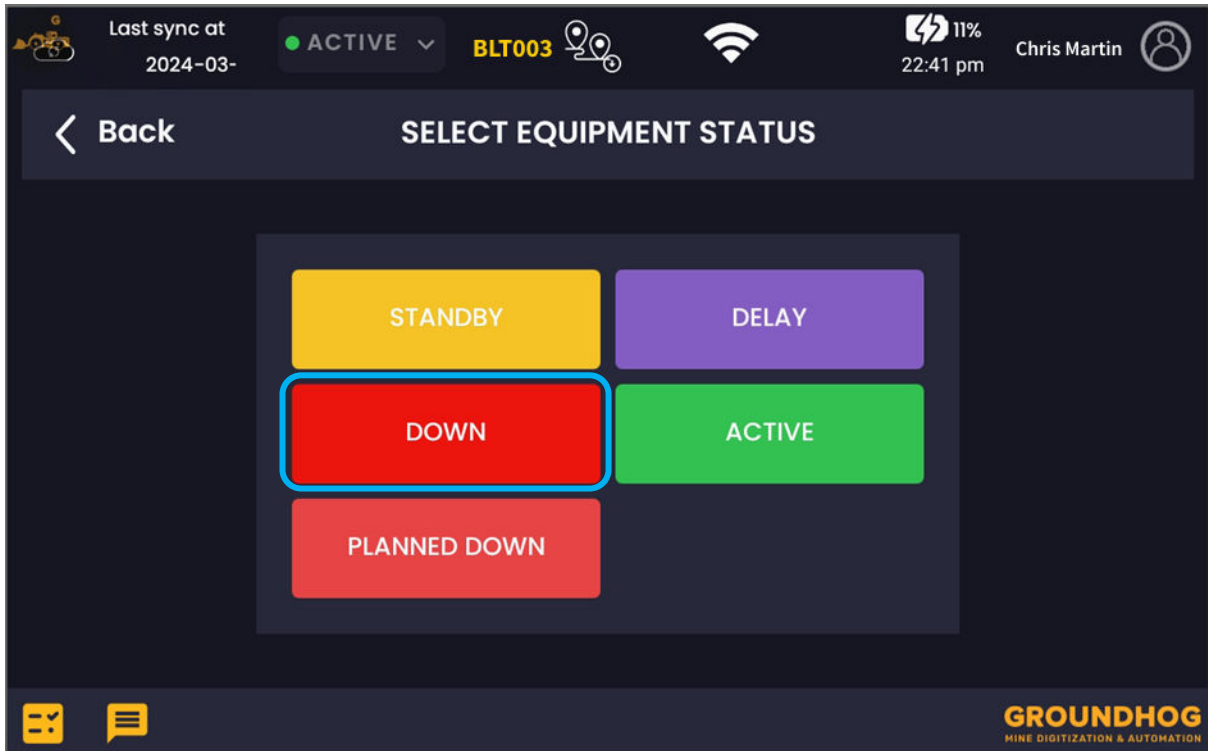 G
Last sync at
2024-03-
ACTIVE
BLT003
11%
22:41 pm
Chris Martin
Back
SELECT EQUIPMENT STATUS
STANDBY
DELAY
DOWN
ACTIVE
PLANNED DOWN
GROUNDHOG
MINE DIGITIZATION & AUTOMATION